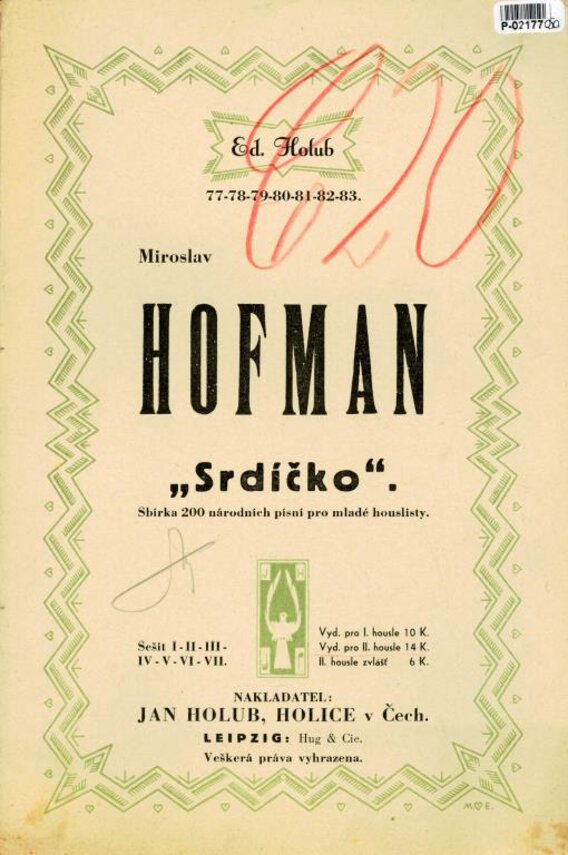 P-02177
Ed. Holub
77-78-79-80-81-82-83.
Miroslav
HOFMAN
„Srdíčko“.
Sbírka 200 národních písní pro mladé houslisty.
Šešit I-II-III-
IV-V-VI-VII.
J H
Vyd. pro I. housle 10 K.
Vyd. pro II. housle 14 K.
II. housle zvlášť 6 K.
NAKLADATEL:
JAN HOLUB, HOLICE v Čech.
LEIPZIG: Hug & Cie.
Veškerá práva vyhrazena.